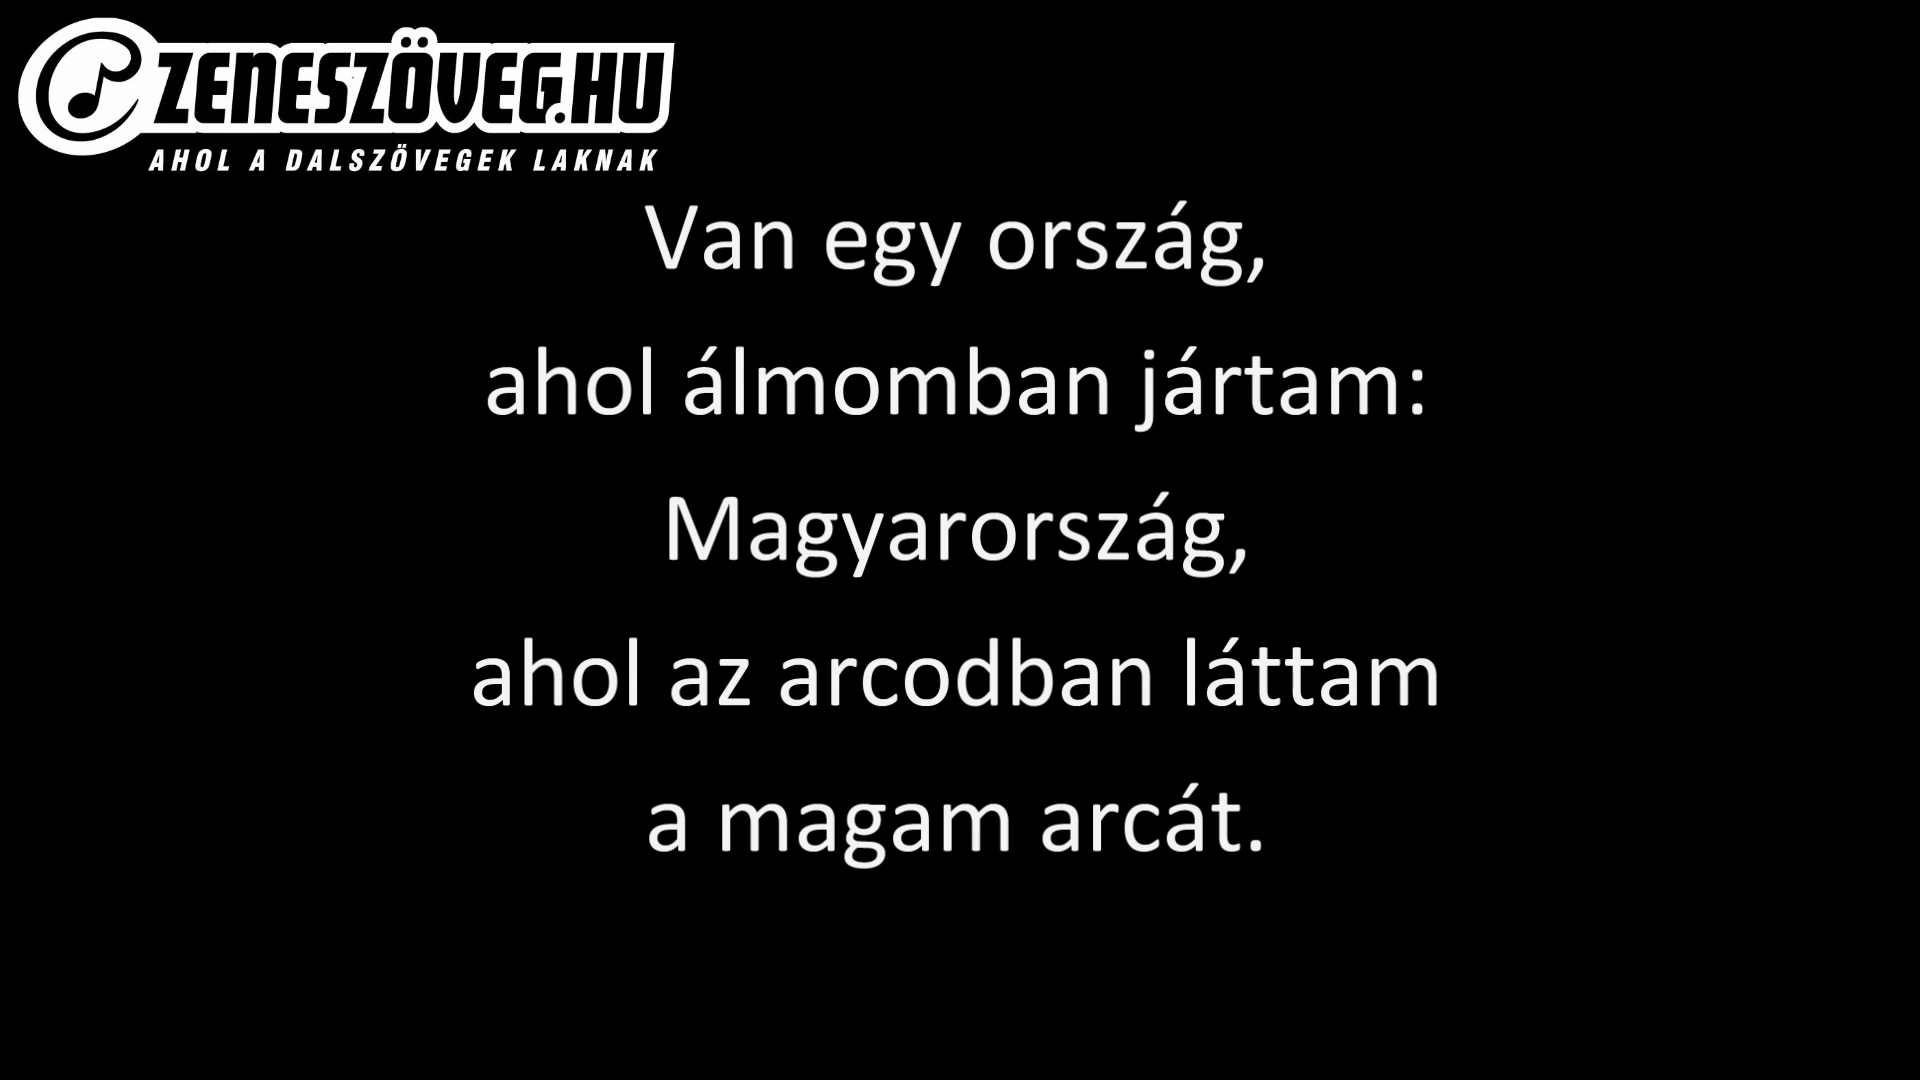 ZENESZÖVEG.HU
AHOL A DALSZÖVEGEK LAKNAK
Van egy ország,
ahol álmomban jártam:
Magyarország,
ahol az arcodban láttam
a magam arcát.